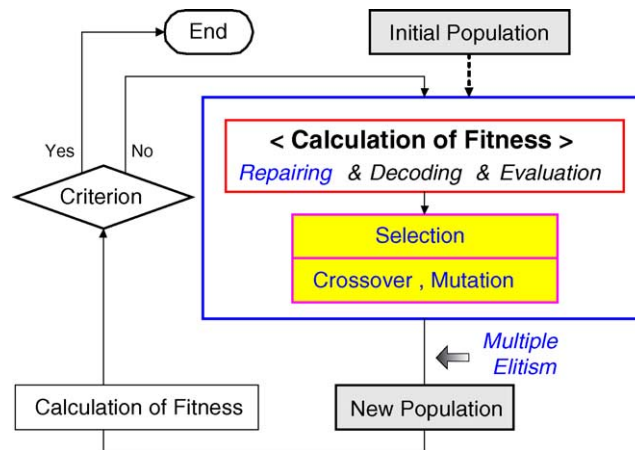 End
Initial Population
Yes
No
< Calculation of Fitness >
Repairing & Decoding & Evaluation
Criterion
Selection
Crossover , Mutation
Multiple
Elitism
Calculation of Fitness
New Population